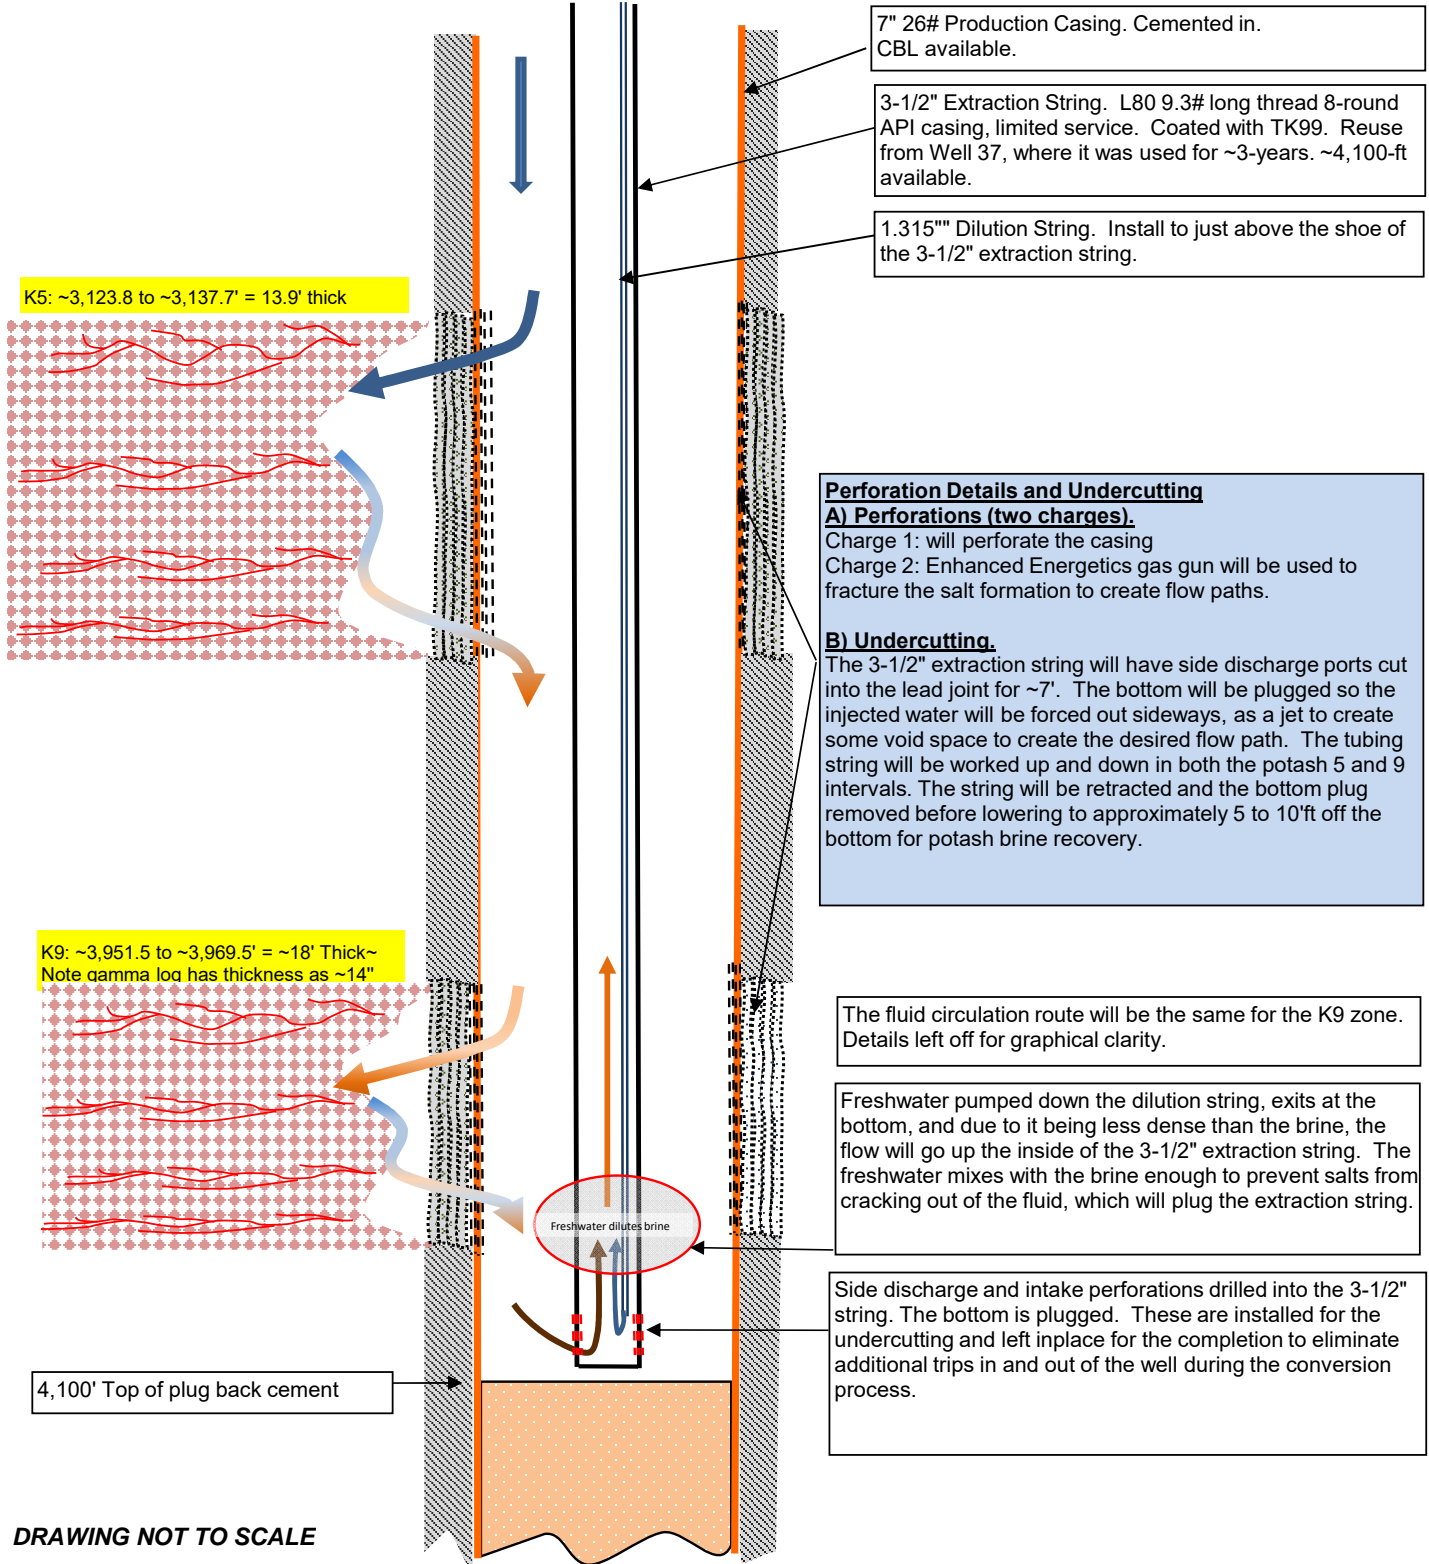 7" 26# Production Casing. Cemented in.
CBL available.
3-1/2" Extraction String.  L80 9.3# long thread 8-round
API casing, limited service.  Coated with TK99.  Reuse
from Well 37, where it was used for ~3-years. ~4,100-ft
available.
1.315"" Dilution String.  Install to just above the shoe of
the 3-1/2" extraction string.
K5: ~3,123.8 to ~3,137.7' = 13.9' thick
Perforation Details and Undercutting
A) Perforations (two charges).
Charge 1: will perforate the casing
Charge 2: Enhanced Energetics gas gun will be used to
fracture the salt formation to create flow paths.
B) Undercutting.
The 3-1/2" extraction string will have side discharge ports cut
into the lead joint for ~7'.  The bottom will be plugged so the
injected water will be forced out sideways, as a jet to create
some void space to create the desired flow path.  The tubing
string will be worked up and down in both the potash 5 and 9
intervals. The string will be retracted and the bottom plug
removed before lowering to approximately 5 to 10'ft off the
bottom for potash brine recovery.
K9: ~3,951.5 to ~3,969.5' = ~18' Thick~
Note gamma log has thickness as ~14"
The fluid circulation route will be the same for the K9 zone.
Details left off for graphical clarity.
Freshwater pumped down the dilution string, exits at the
bottom, and due to it being less dense than the brine, the
flow will go up the inside of the 3-1/2" extraction string.  The
freshwater mixes with the brine enough to prevent salts from
cracking out of the fluid, which will plug the extraction string.
Freshwater dilutes brine
Side discharge and intake perforations drilled into the 3-1/2"
string. The bottom is plugged.  These are installed for the
undercutting and left inplace for the completion to eliminate
additional trips in and out of the well during the conversion
process.
4,100' Top of plug back cement
DRAWING NOT TO SCALE